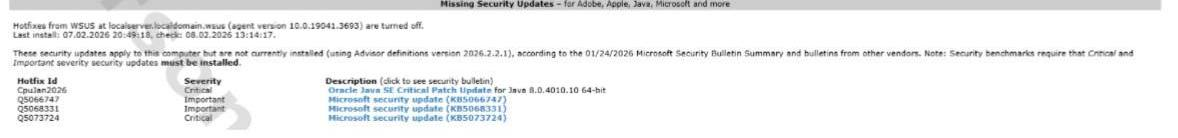 Missing Security Updates – for Adobe, Apple, Java, Microsoft and more
Hotfixes from WSUS at localserver.localdomain.wsus (agent version 10.0.19041.3693) are turned off.
Last install: 07.02.2026 20:49:18, check: 08.02.2026 13:14:17.
These security updates apply to this computer but are not currently installed (using Advisor definitions version 2026.2.2.1), according to the 01/24/2026 Microsoft Security Bulletin Summary and bulletins from other vendors. Note: Security benchmarks require that Critical and
Important severity security updates must be installed.
Hotfix Id Severity Description (click to see security bulletin)
CpuJan2026 Critical Oracle Java SE Critical Patch Update for Java 8.0.4010.10 64-bit
Q5066747 Important Microsoft security update (KB5066747)
Q5068331 Important Microsoft security update (KB5068331)
Q5073724 Critical Microsoft security update (KB5073724)